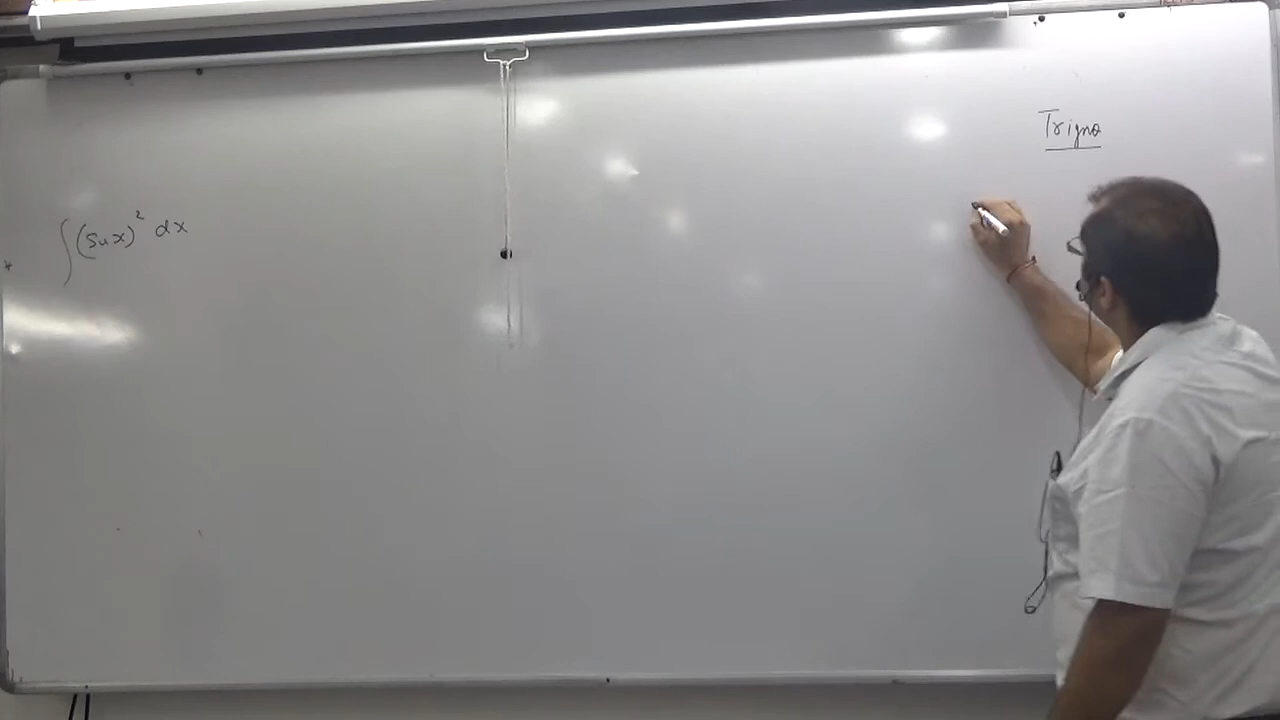 ∫(Sinx)² dx
Trigno